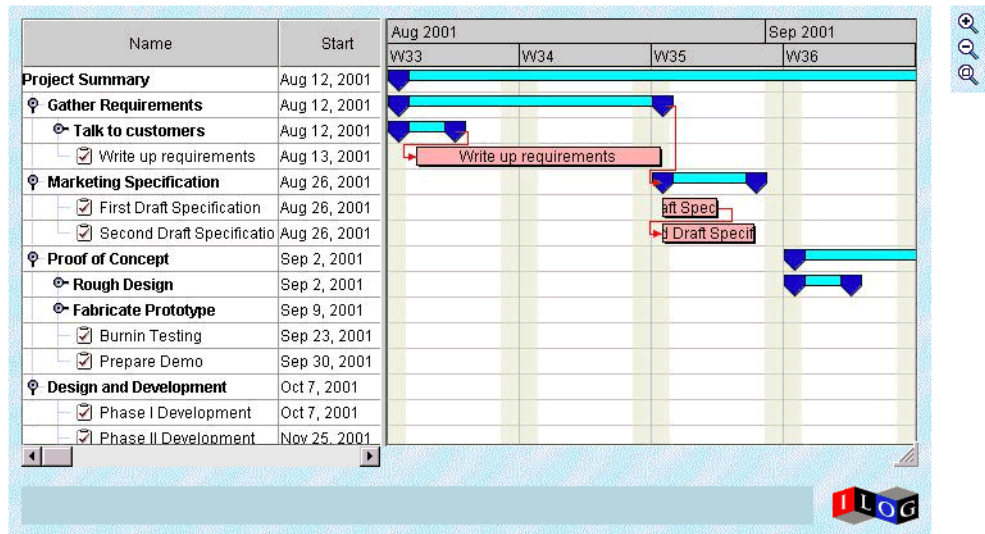 Name Start Aug 2001 Sep 2001
W33 W34 W35 W36
Project Summary Aug 12, 2001
Gather Requirements Aug 12, 2001
Talk to customers Aug 12, 2001
Write up requirements Aug 13, 2001 Write up requirements
Marketing Specification Aug 26, 2001
First Draft Specification Aug 26, 2001 aft Spec
Second Draft Specificatio Aug 26, 2001 d Draft Specif
Proof of Concept Sep 2, 2001
Rough Design Sep 2, 2001
Fabricate Prototype Sep 9, 2001
Burnin Testing Sep 23, 2001
Prepare Demo Sep 30, 2001
Design and Development Oct 7, 2001
Phase I Development Oct 7, 2001
Phase II Development Nov 25, 2001
ILOG